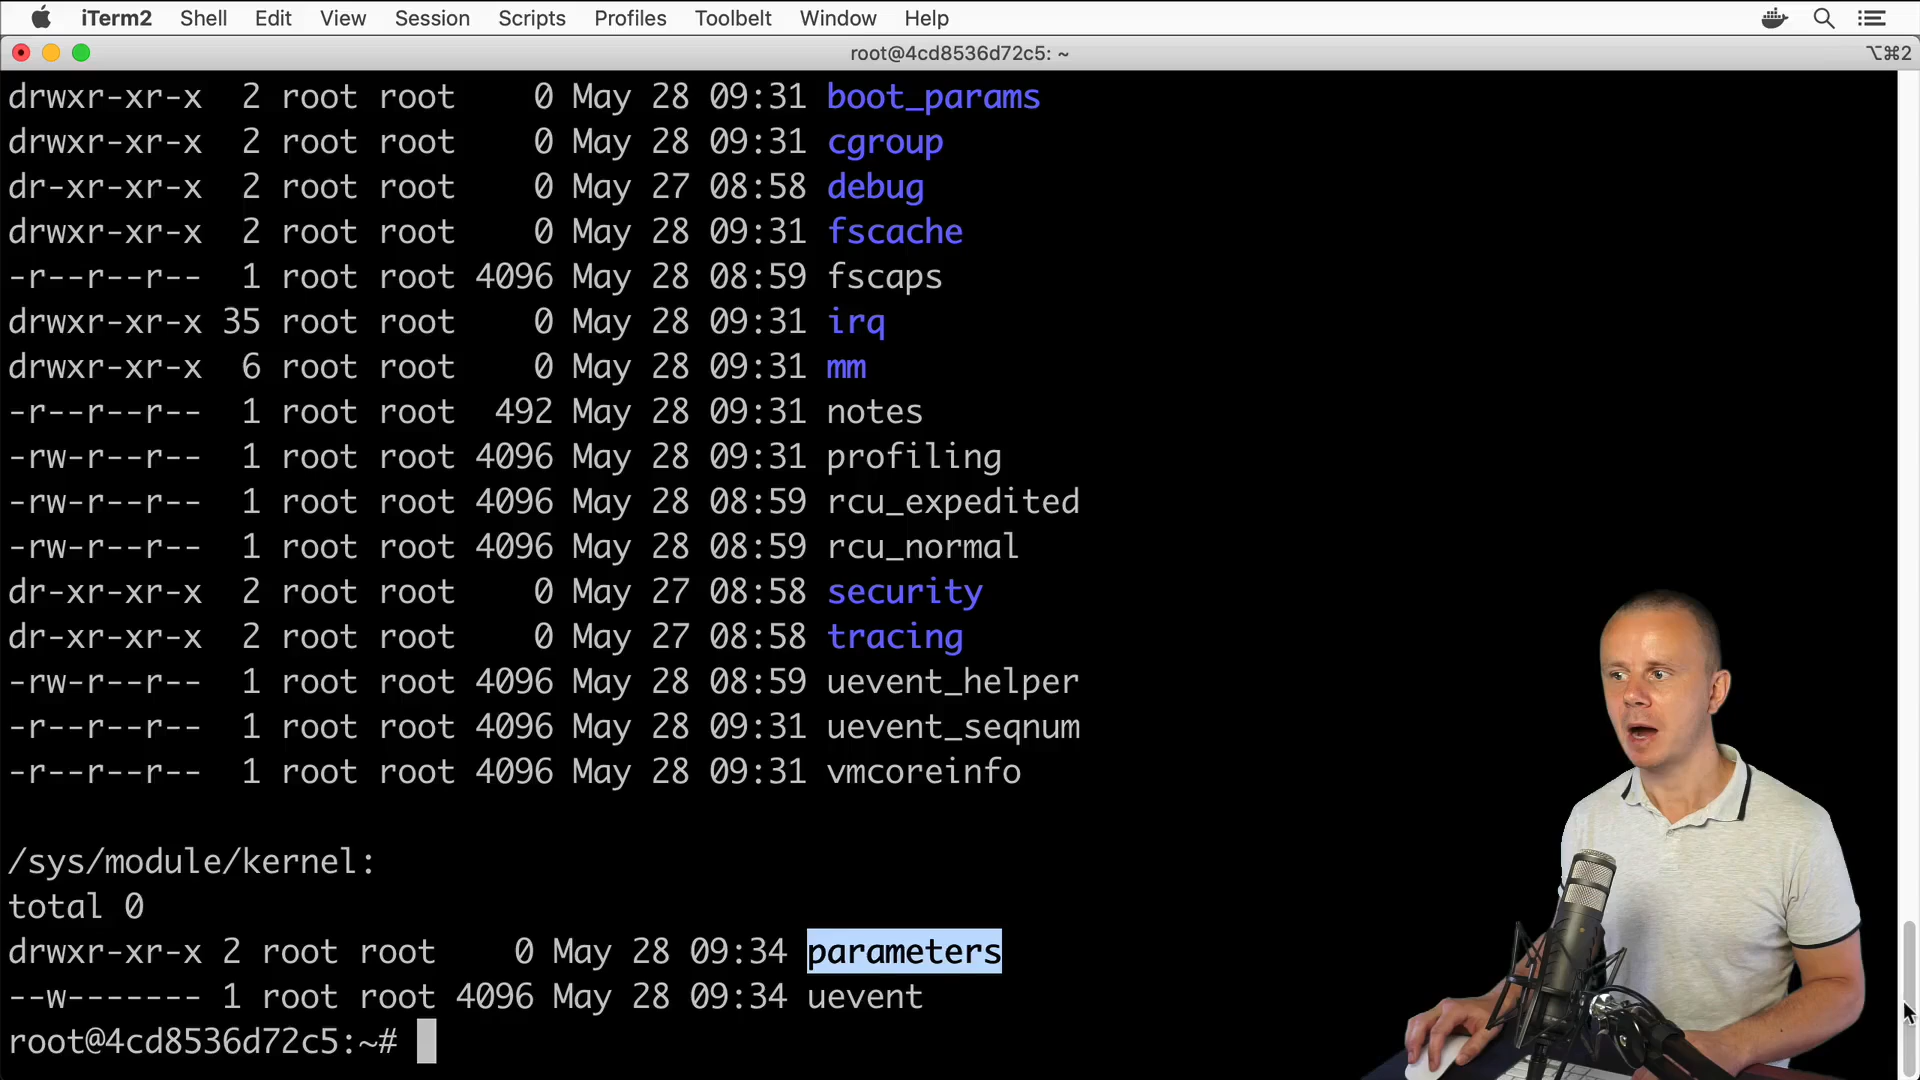 iTerm2 Shell Edit View Session Scripts Profiles Toolbelt Window Help
root@4cd8536d72c5: ~ ⌥⌘2
drwxr-xr-x 2 root root 0 May 28 09:31 boot_params
drwxr-xr-x 2 root root 0 May 28 09:31 cgroup
dr-xr-xr-x 2 root root 0 May 27 08:58 debug
drwxr-xr-x 2 root root 0 May 28 09:31 fscache
-r--r--r-- 1 root root 4096 May 28 08:59 fscaps
drwxr-xr-x 35 root root 0 May 28 09:31 irq
drwxr-xr-x 6 root root 0 May 28 09:31 mm
-r--r--r-- 1 root root 492 May 28 09:31 notes
-rw-r--r-- 1 root root 4096 May 28 09:31 profiling
-rw-r--r-- 1 root root 4096 May 28 08:59 rcu_expedited
-rw-r--r-- 1 root root 4096 May 28 08:59 rcu_normal
dr-xr-xr-x 2 root root 0 May 27 08:58 security
dr-xr-xr-x 2 root root 0 May 27 08:58 tracing
-rw-r--r-- 1 root root 4096 May 28 08:59 uevent_helper
-r--r--r-- 1 root root 4096 May 28 09:31 uevent_seqnum
-r--r--r-- 1 root root 4096 May 28 09:31 vmcoreinfo
/sys/module/kernel:
total 0
drwxr-xr-x 2 root root 0 May 28 09:34 parameters
--w------- 1 root root 4096 May 28 09:34 uevent
root@4cd8536d72c5:~#